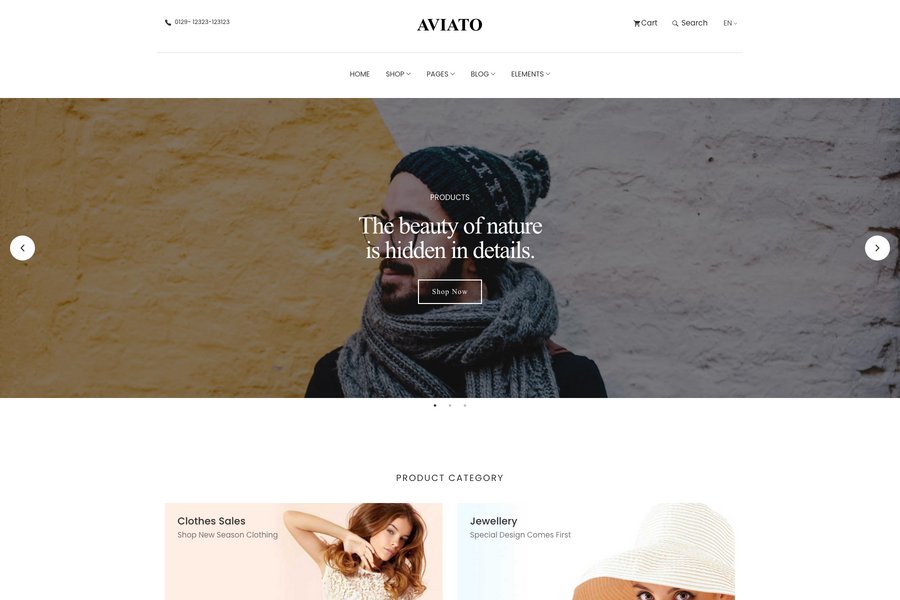 0129- 12323-123123
AVIATO
Cart
Search
EN
HOME
SHOP
PAGES
BLOG
ELEMENTS
PRODUCTS
The beauty of nature
is hidden in details.
Shop Now
PRODUCT CATEGORY
Clothes Sales
Shop New Season Clothing
Jewellery
Special Design Comes First